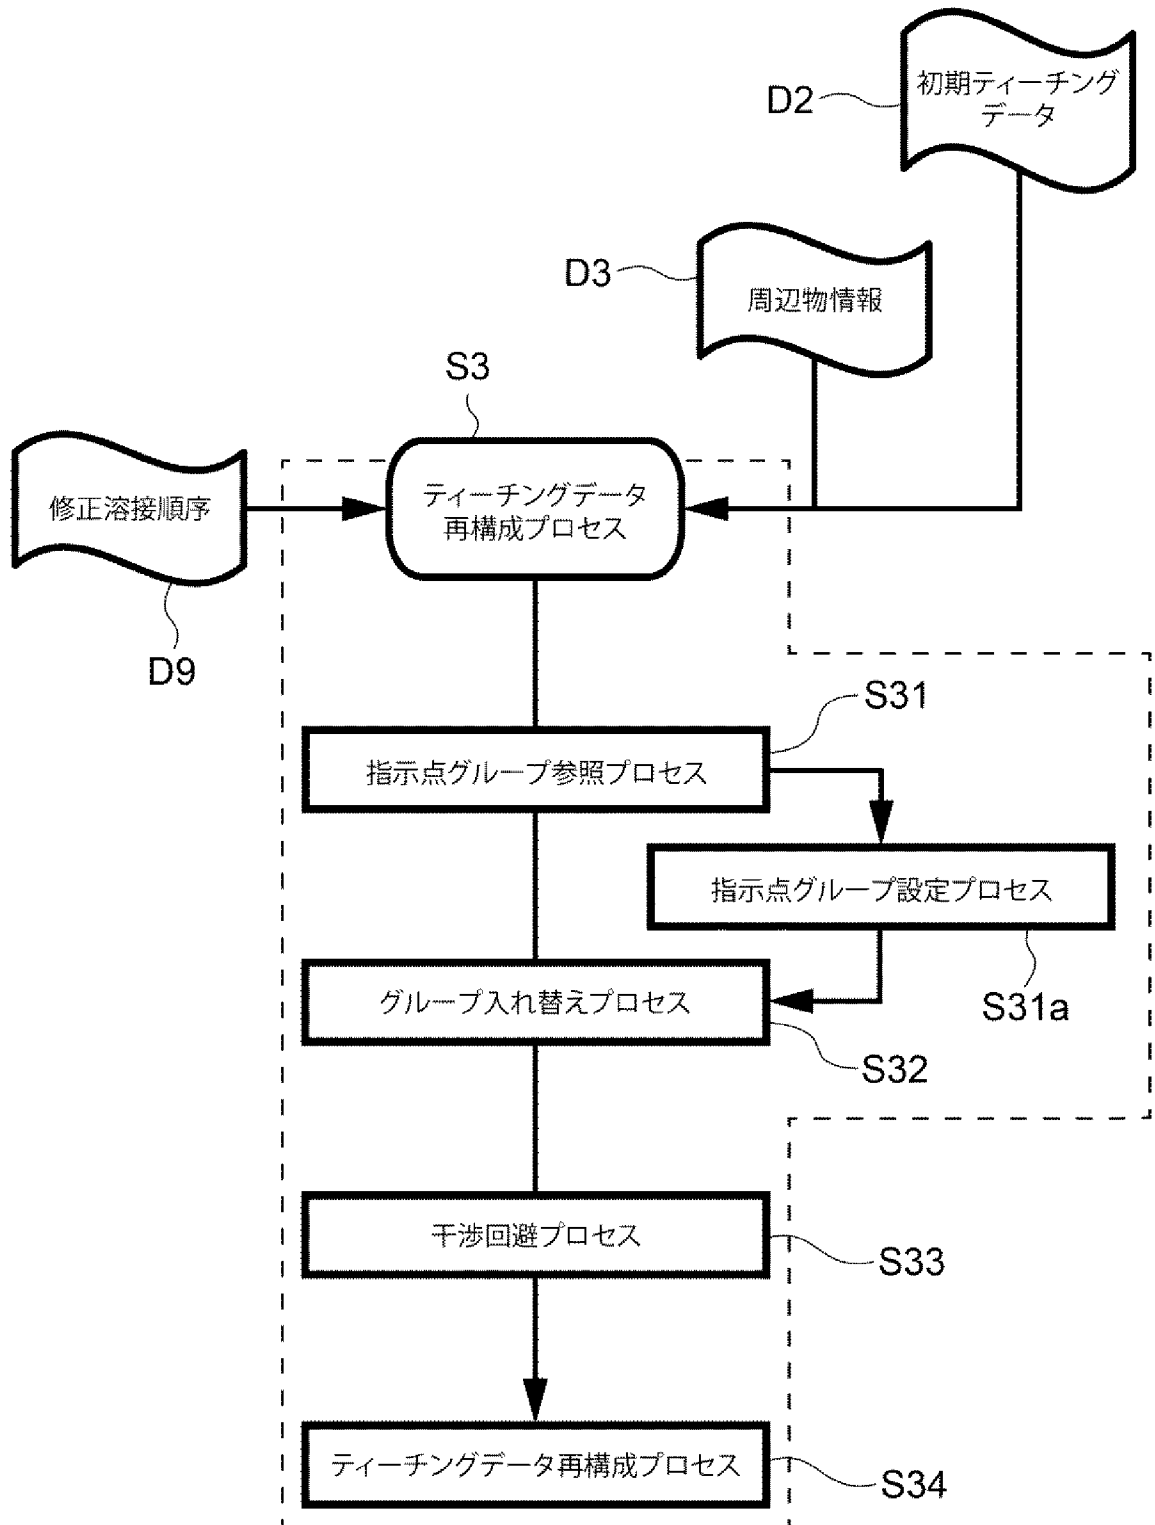 初期ティーチング
データ
D2
周辺物情報
D3
S3
ティーチングデータ
再構成プロセス
修正溶接順序
D9
S31
指示点グループ参照プロセス
指示点グループ設定プロセス
S31a
グループ入れ替えプロセス
S32
干渉回避プロセス
S33
ティーチングデータ再構成プロセス
S34